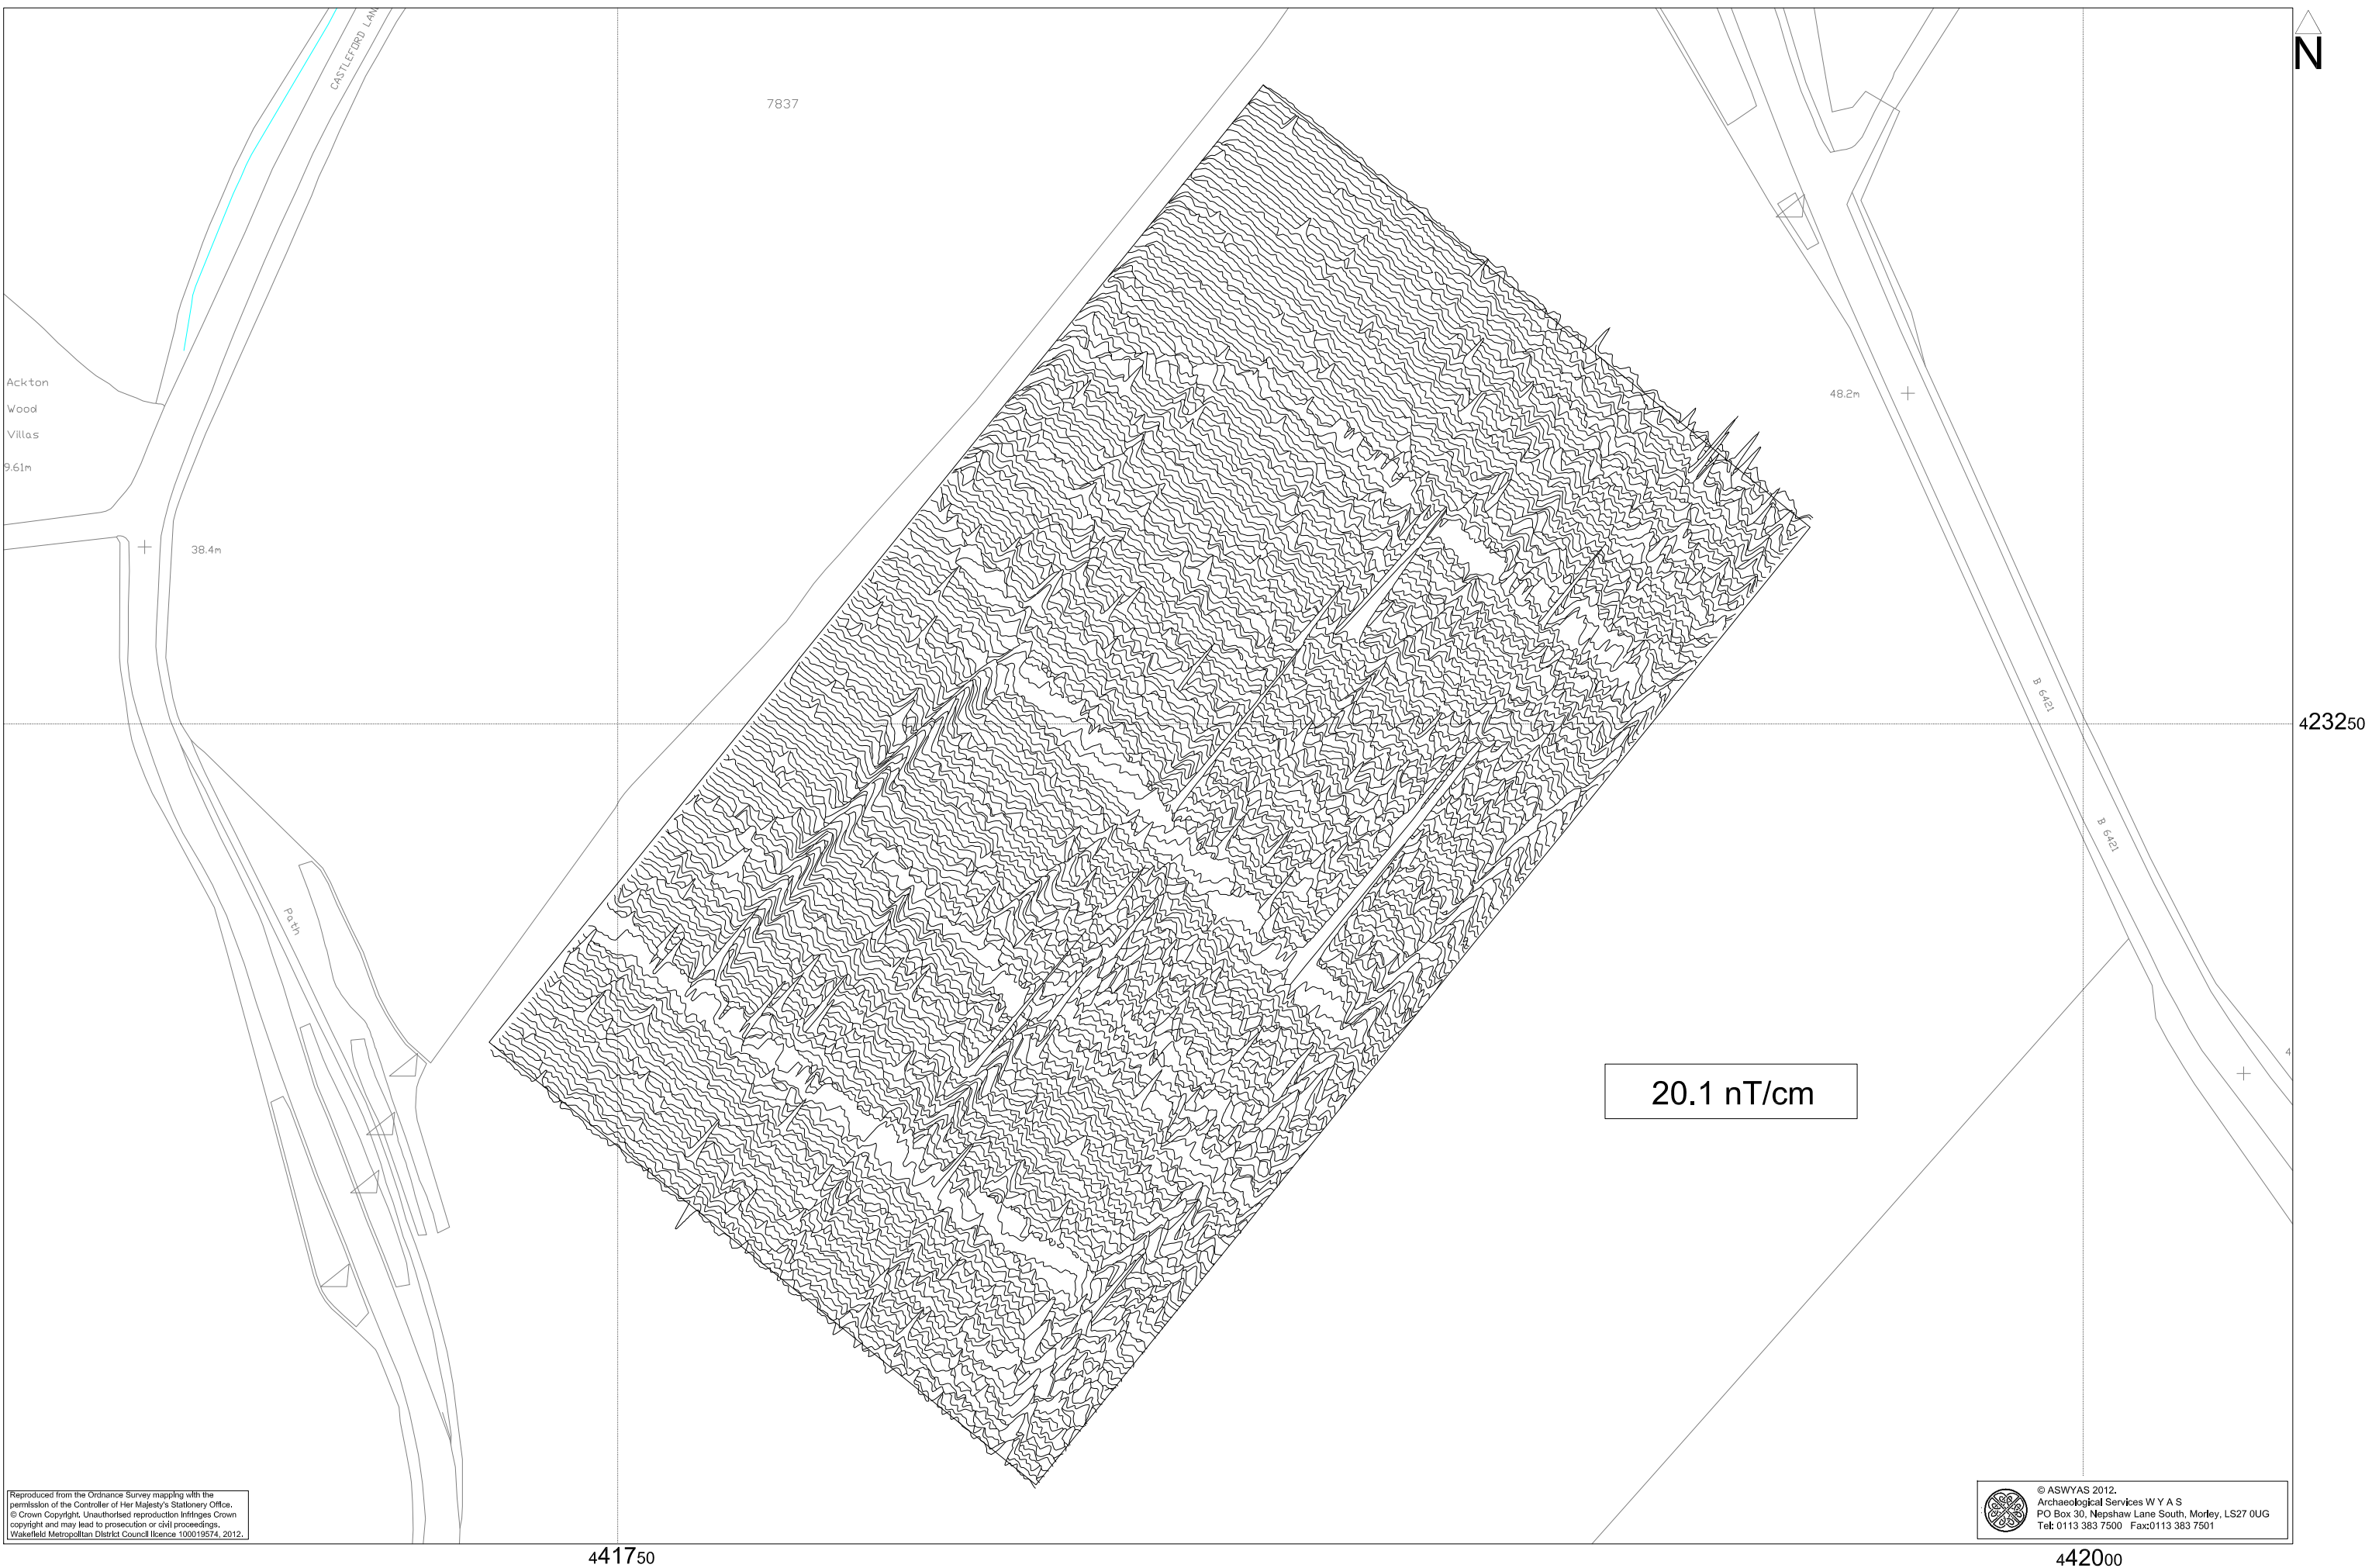 CASTLEFORD LANE
N
7837
Ackton
Wood
Villas
9.61m
38.4m
48.2m
B 6421
B 6421
423250
Path
4
20.1 nT/cm
Reproduced from the Ordnance Survey mapping with the
permission of the Controller of Her Majesty's Stationery Office.
© Crown Copyright. Unauthorised reproduction infringes Crown
copyright and may lead to prosecution or civil proceedings.
Wakefield Metropolitan District Council licence 100019574, 2012.
© ASWYAS 2012.
Archaeological Services W Y A S
PO Box 30, Nepshaw Lane South, Morley, LS27 0UG
Tel: 0113 383 7500 Fax:0113 383 7501
441750
442000